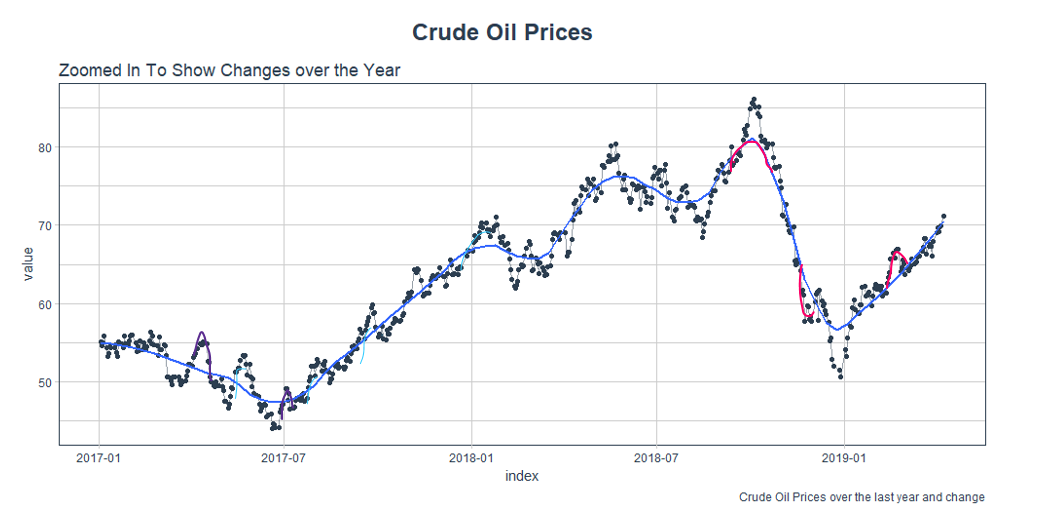 Crude Oil Prices
Zoomed In To Show Changes over the Year
80
70
60
50
value
2017-01 2017-07 2018-01 2018-07 2019-01
index
Crude Oil Prices over the last year and change